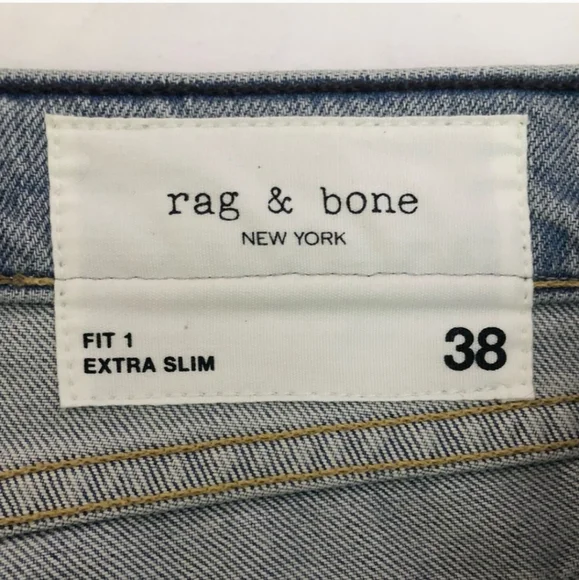 rag & bone
NEW YORK
FIT 1
EXTRA SLIM
38